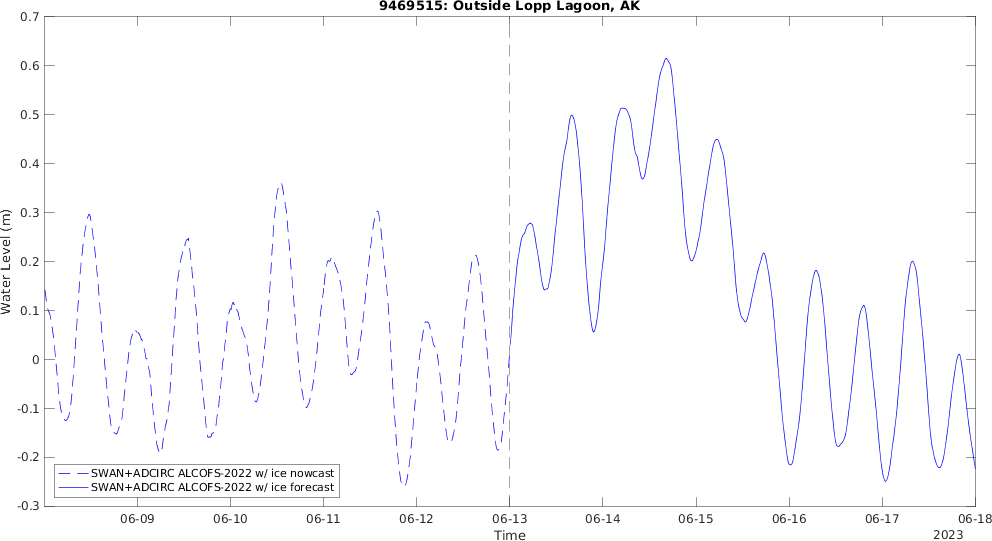 9469515: Outside Lopp Lagoon, AK
0.7
0.6
0.5
0.4
0.3
0.2
0.1
0
-0.1
-0.2
-0.3
Water Level (m)
SWAN+ADCIRC ALCOFS-2022 w/ ice nowcast
SWAN+ADCIRC ALCOFS-2022 w/ ice forecast
06-09 06-10 06-11 06-12 06-13 06-14 06-15 06-16 06-17 06-18
Time
2023